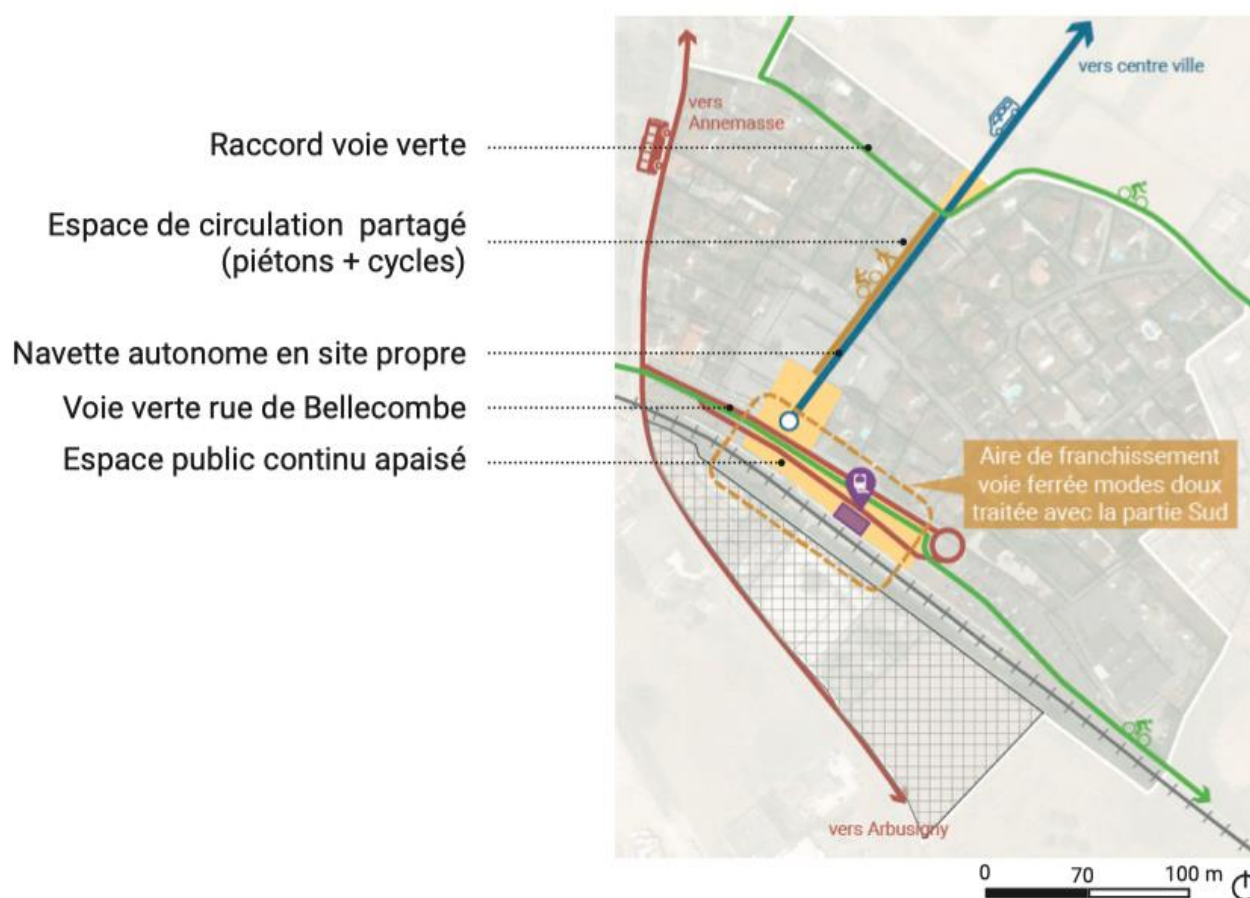 Raccord voie verte
Espace de circulation partagé
(piétons + cycles)
Navette autonome en site propre
Voie verte rue de Bellecombe
Espace public continu apaisé
vers
Annemasse
vers centre ville
Aire de franchissement
voie ferrée modes doux
traitée avec la partie Sud
vers Arbusigny
0 70 100 m